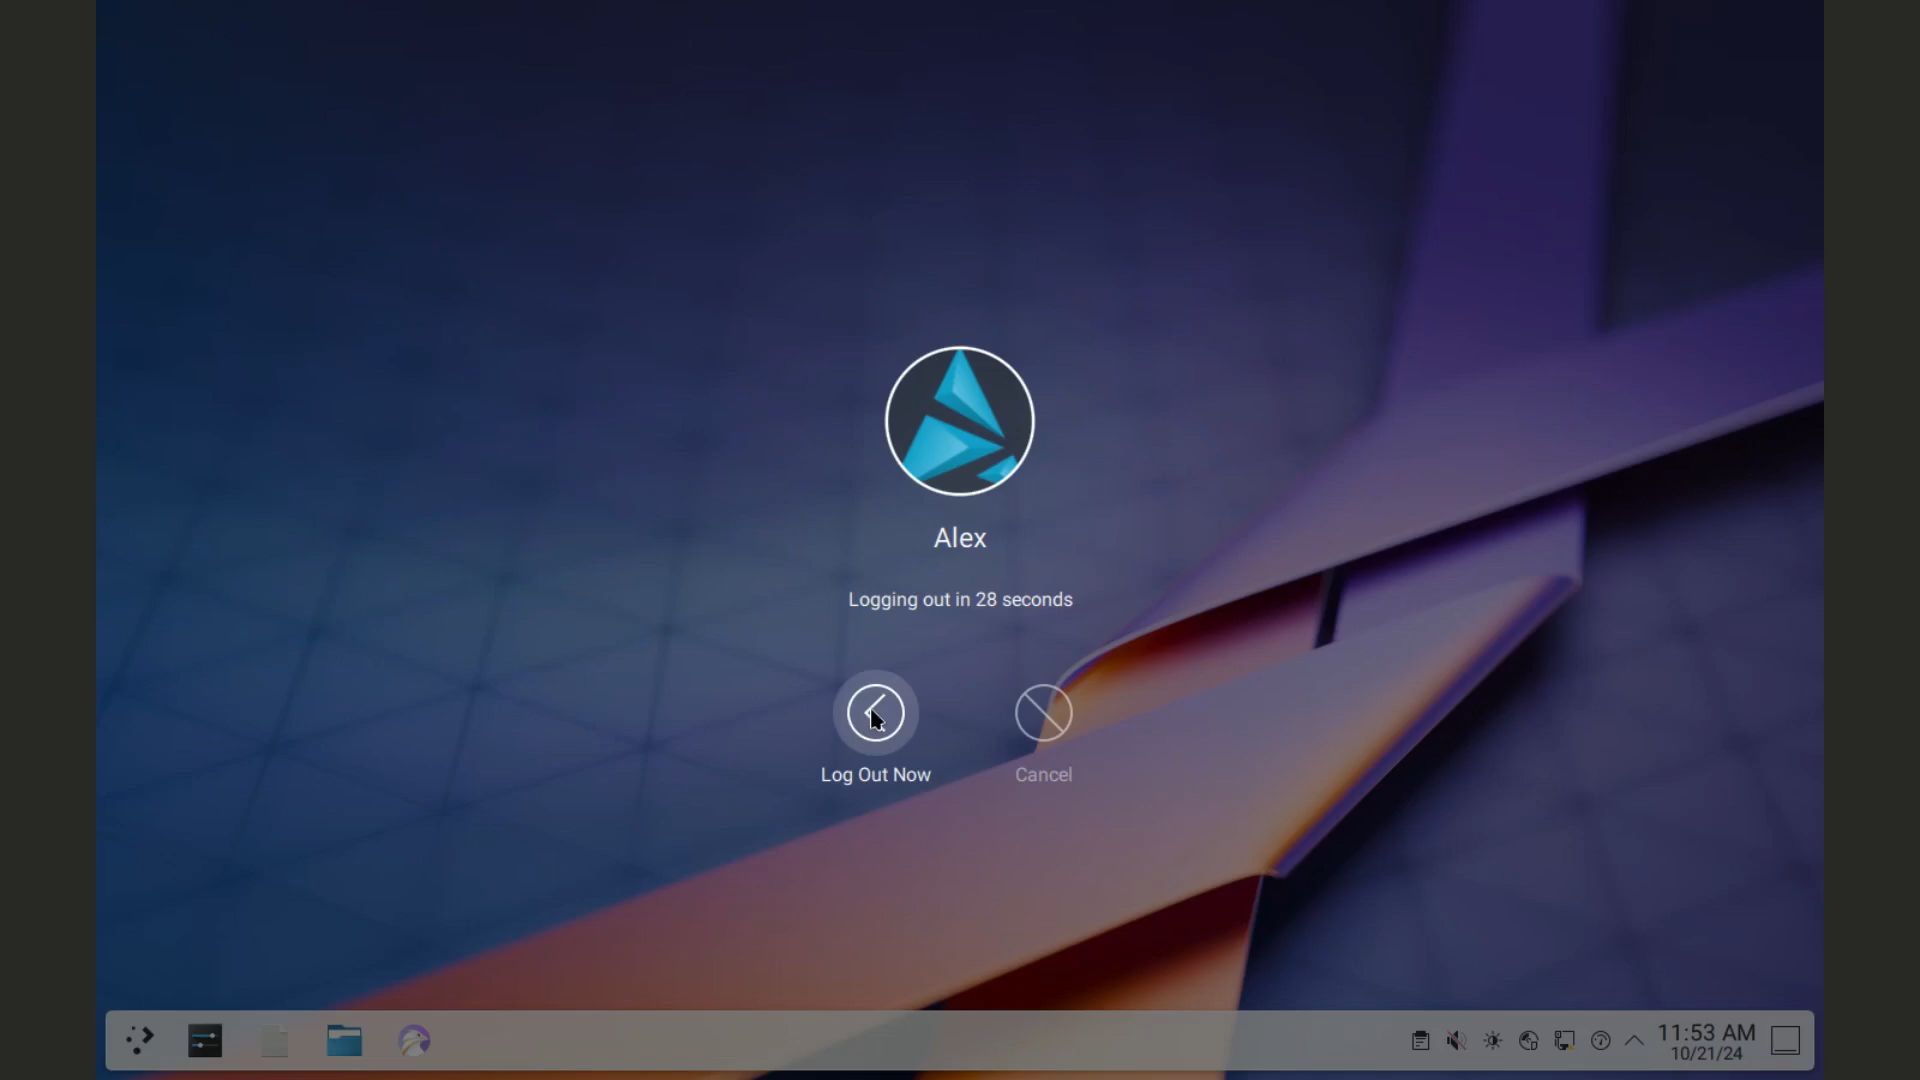 Alex
Logging out in 28 seconds
Log Out Now
Cancel
11:53 AM
10/21/24